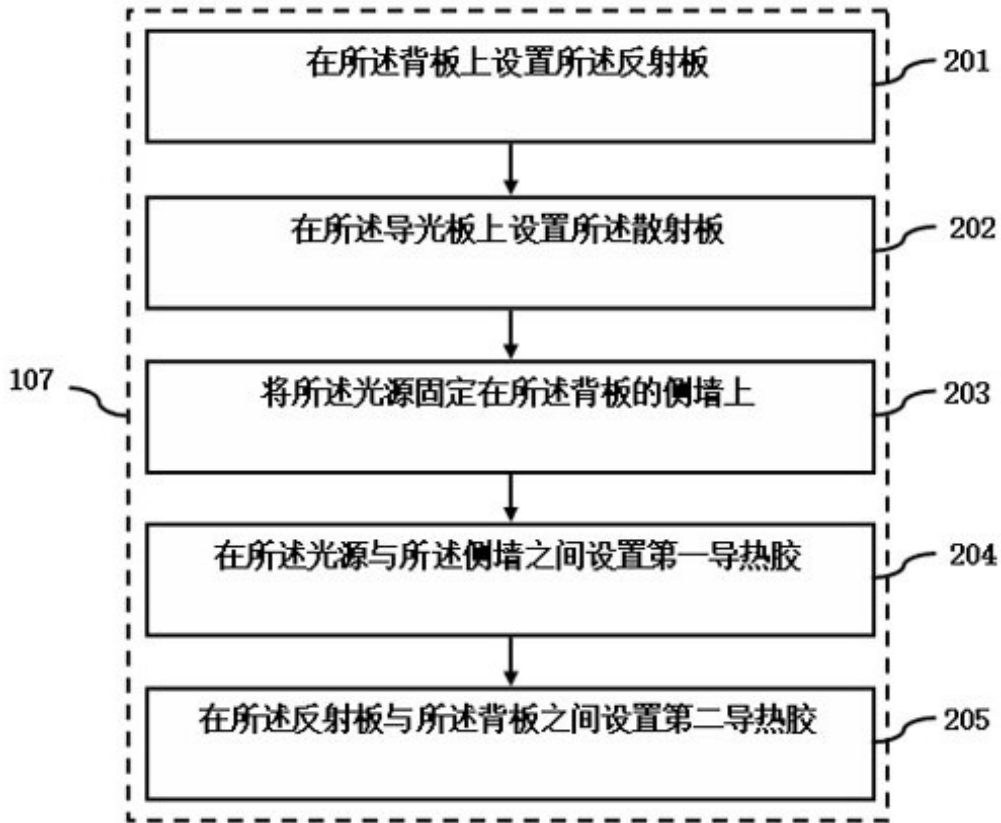 在所述背板上设置所述反射板
201
在所述导光板上设置所述散射板
202
将所述光源固定在所述背板的侧墙上
203
107
在所述光源与所述侧墙之间设置第一导热胶
204
在所述反射板与所述背板之间设置第二导热胶
205